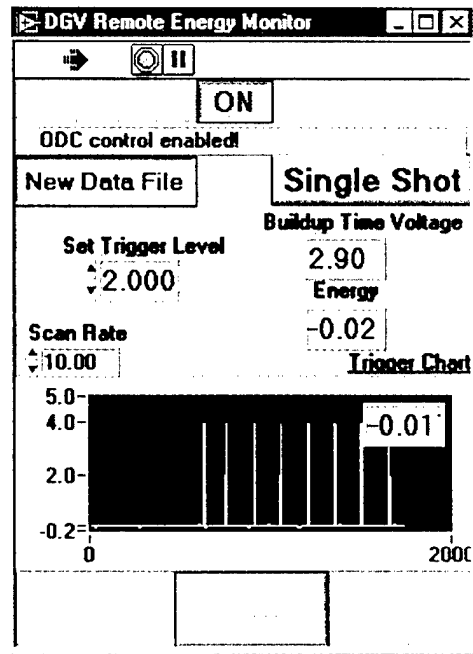 DGV Remote Energy Monitor
ON
ODC control enabled!
New Data File
Single Shot
Buildup Time Voltage
Set Trigger Level
2.90
2.000
Energy
-0.02
Scan Rate
10.00
Trigger Chart
5.0
4.0
-0.01
2.0
-0.2
0
2000